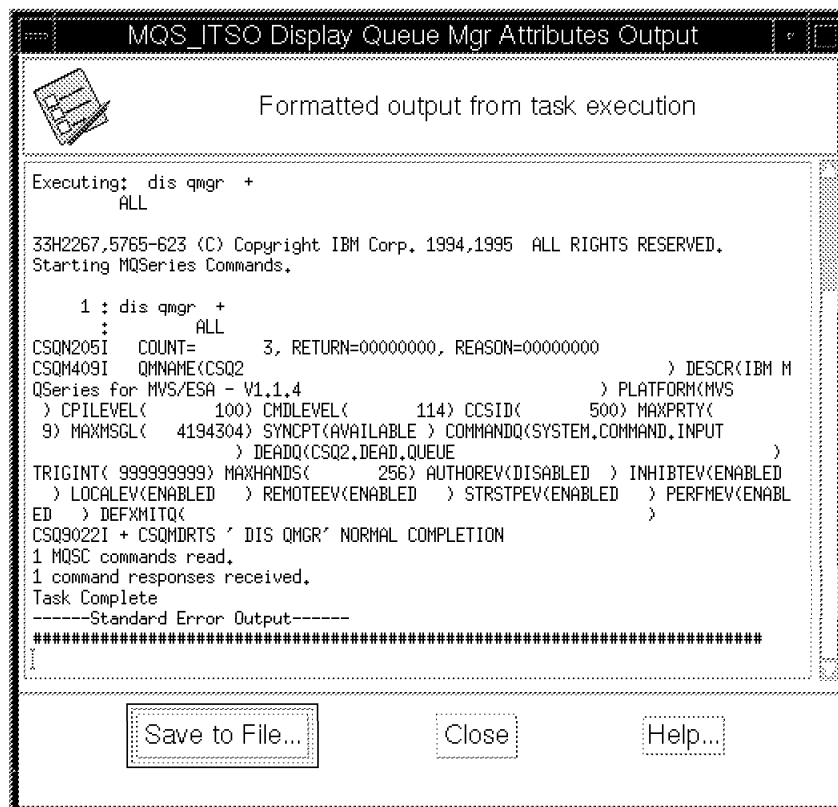 MQS_ITSO Display Queue Mgr Attributes Output
Formatted output from task execution
Executing:  dis qmgr  +
         ALL
33H2267,5765-623 (C) Copyright IBM Corp. 1994,1995  ALL RIGHTS RESERVED.
Starting MQSeries Commands.
     1 : dis qmgr  +
       :         ALL
CSQN205I   COUNT=       3, RETURN=00000000, REASON=00000000
CSQM409I   QMNAME(CSQ2                                            ) DESCR(IBM M
QSeries for MVS/ESA - V1.1.4                               ) PLATFORM(MVS
 ) CPILEVEL(       100) CMDLEVEL(       114) CCSID(       500) MAXPRTY(
 9) MAXMSGL(   4194304) SYNCPT(AVAILABLE ) COMMANDQ(SYSTEM.COMMAND.INPUT
                     ) DEADQ(CSQ2.DEAD.QUEUE                                 )
TRIGINT( 999999999) MAXHANDS(       256) AUTHOREV(DISABLED  ) INHIBTEV(ENABLED
  ) LOCALEV(ENABLED   ) REMOTEEV(ENABLED   ) STRSTPEV(ENABLED   ) PERFMEV(ENABL
ED   ) DEFXMITQ(                                                )
CSQ9022I + CSQMDRTS ' DIS QMGR' NORMAL COMPLETION
1 MQSC commands read.
1 command responses received.
Task Complete
------Standard Error Output------
############################################################################
Save to File...
Close
Help...